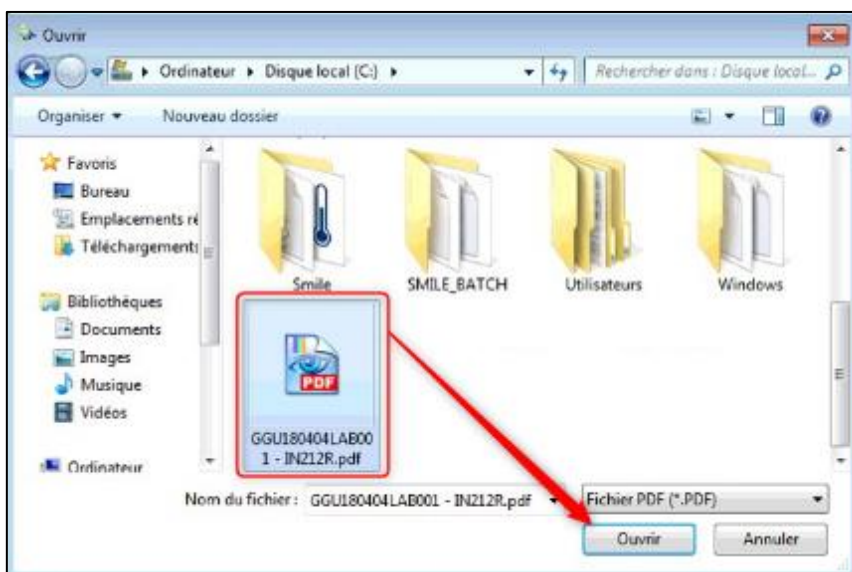 Ouvrir
Ordinateur Disque local (C:)
Rechercher dans : Disque local...
Organiser Nouveau dossier
Favoris
Bureau
Emplacements ré
Téléchargements
Bibliothèques
Documents
Images
Musique
Vidéos
Ordinateur
Smile SMILE_BATCH Utilisateurs Windows
PDF
GGU180404LAB00
1 - IN212R.pdf
Nom du fichier : GGU180404LAB001 - IN212R.pdf Fichier PDF (*.PDF)
Ouvrir Annuler